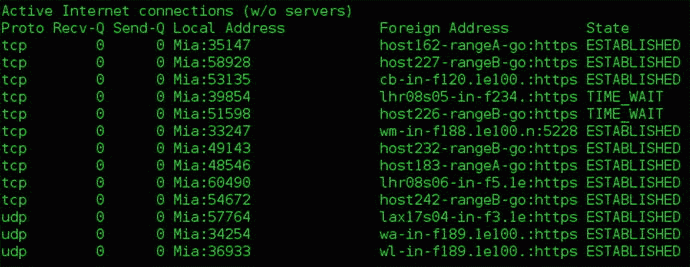 Active Internet connections (w/o servers)
Proto Recv-Q Send-Q Local Address Foreign Address State
tcp 0 0 Mia:35147 host162-rangeA-go:https ESTABLISHED
tcp 0 0 Mia:58928 host227-rangeB-go:https ESTABLISHED
tcp 0 0 Mia:53135 cb-in-f120.1e100.:https ESTABLISHED
tcp 0 0 Mia:39854 lhr08s05-in-f234.:https TIME_WAIT
tcp 0 0 Mia:51598 host226-rangeB-go:https TIME_WAIT
tcp 0 0 Mia:33247 wm-in-f188.1e100.n:5228 ESTABLISHED
tcp 0 0 Mia:49143 host232-rangeB-go:https ESTABLISHED
tcp 0 0 Mia:48546 host183-rangeA-go:https ESTABLISHED
tcp 0 0 Mia:60490 lhr08s06-in-f5.1e:https ESTABLISHED
tcp 0 0 Mia:54672 host242-rangeB-go:https ESTABLISHED
udp 0 0 Mia:57764 lax17s04-in-f3.1e:https ESTABLISHED
udp 0 0 Mia:34254 wa-in-f189.1e100.:https ESTABLISHED
udp 0 0 Mia:36933 wl-in-f189.1e100.:https ESTABLISHED